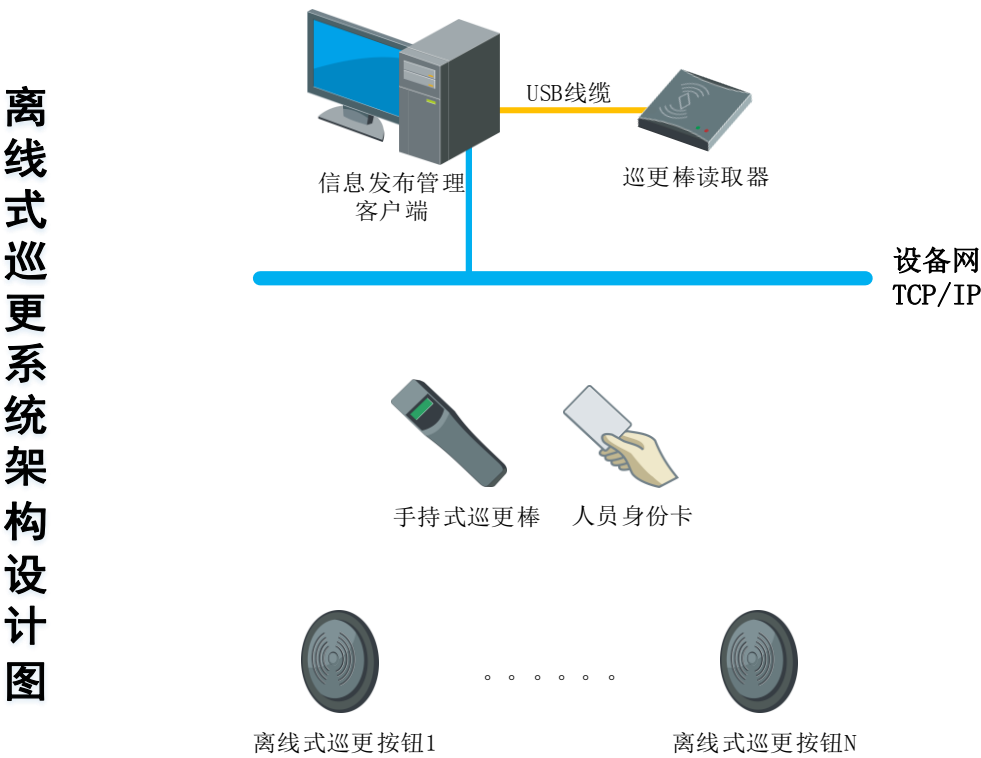 离线式巡更系统架构设计图
USB线缆
信息发布管理
客户端
巡更棒读取器
设备网
TCP/IP
手持式巡更棒
人员身份卡
。。。。。。
离线式巡更按钮1
离线式巡更按钮N